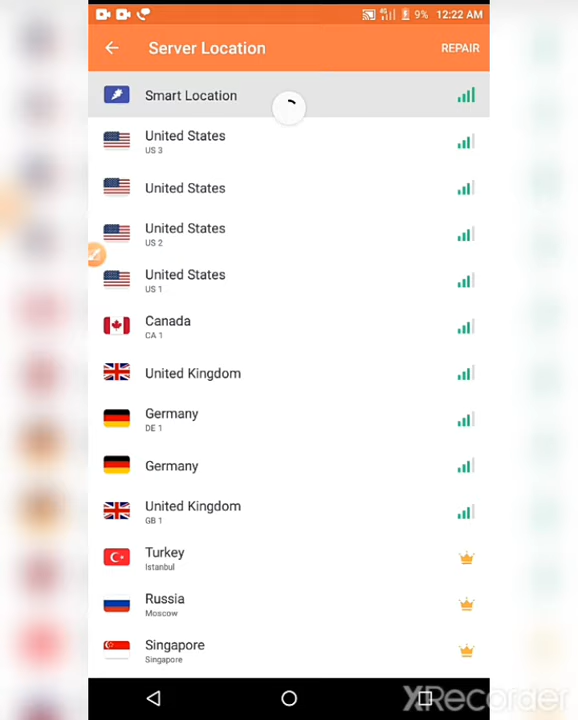 9% 12:22 AM
Server Location REPAIR
Smart Location
United States
US 3
United States
United States
US 2
United States
US 1
Canada
CA 1
United Kingdom
Germany
DE 1
Germany
United Kingdom
GB 1
Turkey
Istanbul
Russia
Moscow
Singapore
Singapore
XRecorder